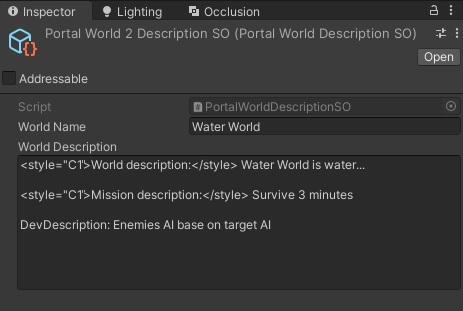 Inspector
Lighting
Occlusion
Portal World 2 Description SO (Portal World Description SO)
Open
Addressable
Script
PortalWorldDescriptionSO
World Name
Water World
World Description
<style="C1">World description:</style> Water World is water...
<style="C1">Mission description:</style> Survive 3 minutes
DevDescription: Enemies AI base on target AI